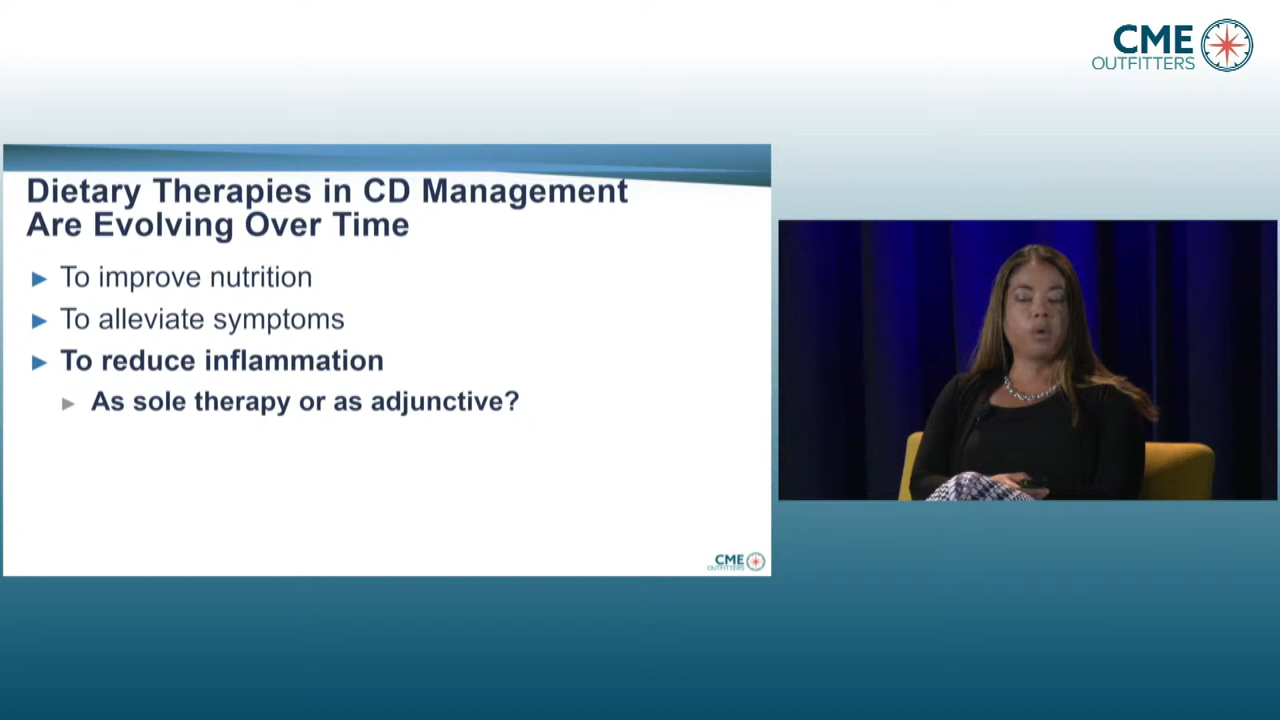 CME
OUTFITTERS
Dietary Therapies in CD Management
Are Evolving Over Time
To improve nutrition
To alleviate symptoms
To reduce inflammation
As sole therapy or as adjunctive?
CME
OUTFITTERS